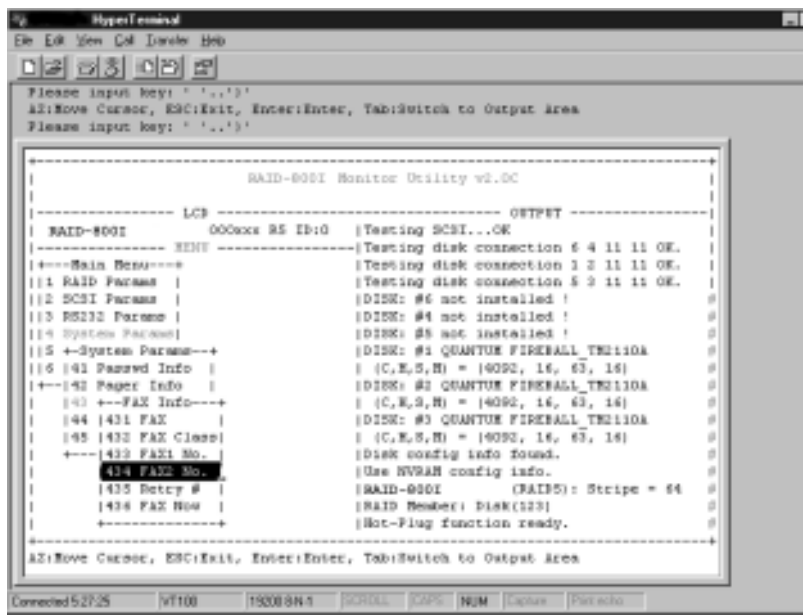 HyperTerminal
File Edit View Call Transfer Help
Please input key: ' '..')'
AZ:Move Cursor, ESC:Exit, Enter:Enter, Tab:Switch to Output Area
Please input key: ' '..')'
RAID-800I Monitor Utility v2.0C
LCD OUTPUT
RAID-800I 000xxx R5 ID:0 |Testing SCSI...OK
MENU |Testing disk connection 6 4 11 11 OK.
+---Main Menu---+ |Testing disk connection 1 2 11 11 OK.
||1 RAID Params | |Testing disk connection 5 3 11 11 OK.
||2 SCSI Params | |DISK: #6 not installed !
||3 RS232 Params | |DISK: #4 not installed !
||4 System Params| |DISK: #5 not installed !
||5 +-System Params--+ |DISK: #1 QUANTUM FIREBALL_TM2110A
||6 |41 Passwd Info | | (C,H,S,M) = (4092, 16, 63, 16)
|+--|42 Pager Info | |DISK: #2 QUANTUM FIREBALL_TM2110A
|43 +---FAX Info---+ | (C,H,S,M) = (4092, 16, 63, 16)
|44 |431 FAX |DISK: #3 QUANTUM FIREBALL_TM2110A
|45 |432 FAX Class| | (C,H,S,M) = (4092, 16, 63, 16)
+---|433 FAX1 No. | |Disk config info found.
434 FAX2 No. |Use NVRAM config info.
|435 Retry # |RAID-800I (RAID5): Stripe = 64
|436 FAX Now | |RAID Member: Disk(123)
+--------------+ |Hot-Plug function ready.
AZ:Move Cursor, ESC:Exit, Enter:Enter, Tab:Switch to Output Area
Connected 5:27:25 VT100 19200 8-N-1 SCROLL CAPS NUM Capture Print echo